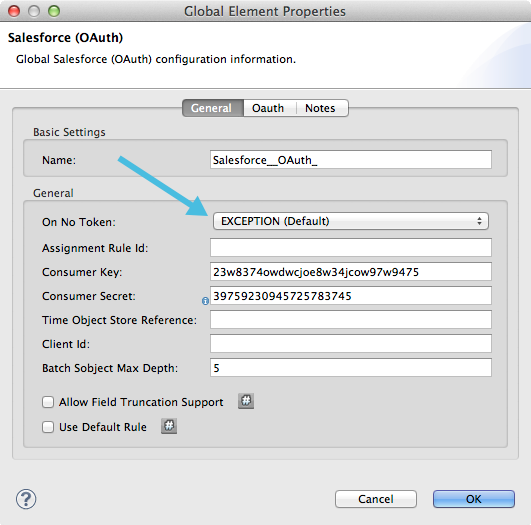 Global Element Properties
Salesforce (OAuth)
Global Salesforce (OAuth) configuration information.
General Oauth Notes
Basic Settings
Name: Salesforce__OAuth_
General
On No Token: EXCEPTION (Default)
Assignment Rule Id:
Consumer Key: 23w8374owdwcjoe8w34jcow97w9475
Consumer Secret: 39759230945725783745
Time Object Store Reference:
Client Id:
Batch Sobject Max Depth: 5
Allow Field Truncation Support #
Use Default Rule #
? Cancel OK